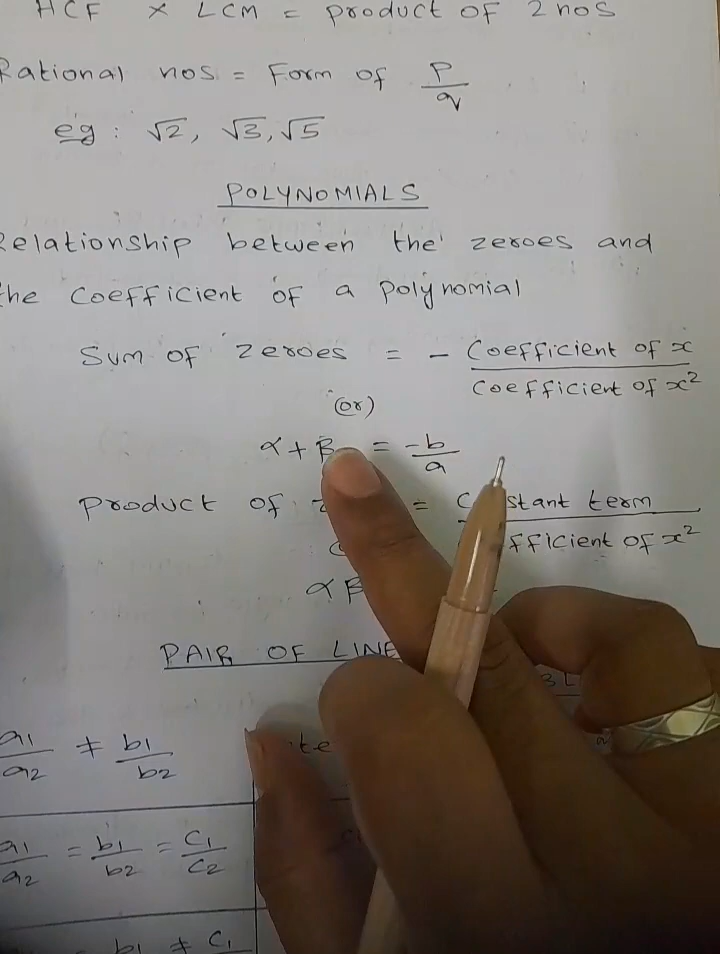 HCF × LCM = product OF 2 nos
Rational nos = Form of p/q
eg : √2, √3, √5
POLYNOMIALS
Relationship between the zeroes and
the coefficient of a polynomial
Sum of zeroes = - Coefficient of x / Coefficient of x²
(or)
α + β = -b/a
product of = stant term / fficient of x²
α β
PAIR OF LINE
a1/a2 ≠ b1/b2
a1/a2 = b1/b2 = c1/c2
b1 ≠ c1